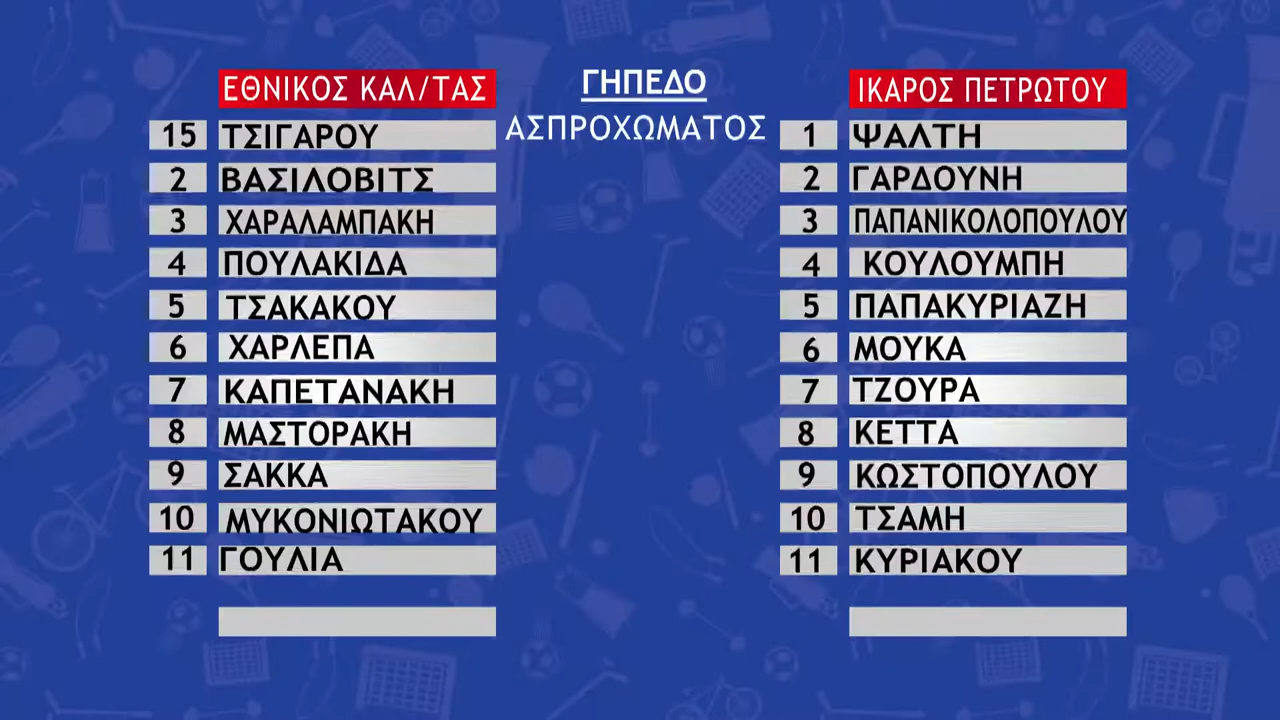 ΕΘΝΙΚΟΣ ΚΑΛ/ΤΑΣ
15 ΤΣΙΓΑΡΟΥ
2 ΒΑΣΙΛΟΒΙΤΣ
3 ΧΑΡΑΛΑΜΠΑΚΗ
4 ΠΟΥΛΑΚΙΔΑ
5 ΤΣΑΚΑΚΟΥ
6 ΧΑΡΛΕΠΑ
7 ΚΑΠΕΤΑΝΑΚΗ
8 ΜΑΣΤΟΡΑΚΗ
9 ΣΑΚΚΑ
10 ΜΥΚΟΝΙΩΤΑΚΟΥ
11 ΓΟΥΛΙΑ
ΓΗΠΕΔΟ
ΑΣΠΡΟΧΩΜΑΤΟΣ
ΙΚΑΡΟΣ ΠΕΤΡΩΤΟΥ
1 ΨΑΛΤΗ
2 ΓΑΡΔΟΥΝΗ
3 ΠΑΠΑΝΙΚΟΛΟΠΟΥΛΟΥ
4 ΚΟΥΛΟΥΜΠΗ
5 ΠΑΠΑΚΥΡΙΑΖΗ
6 ΜΟΥΚΑ
7 ΤΖΟΥΡΑ
8 ΚΕΤΤΑ
9 ΚΩΣΤΟΠΟΥΛΟΥ
10 ΤΣΑΜΗ
11 ΚΥΡΙΑΚΟΥ